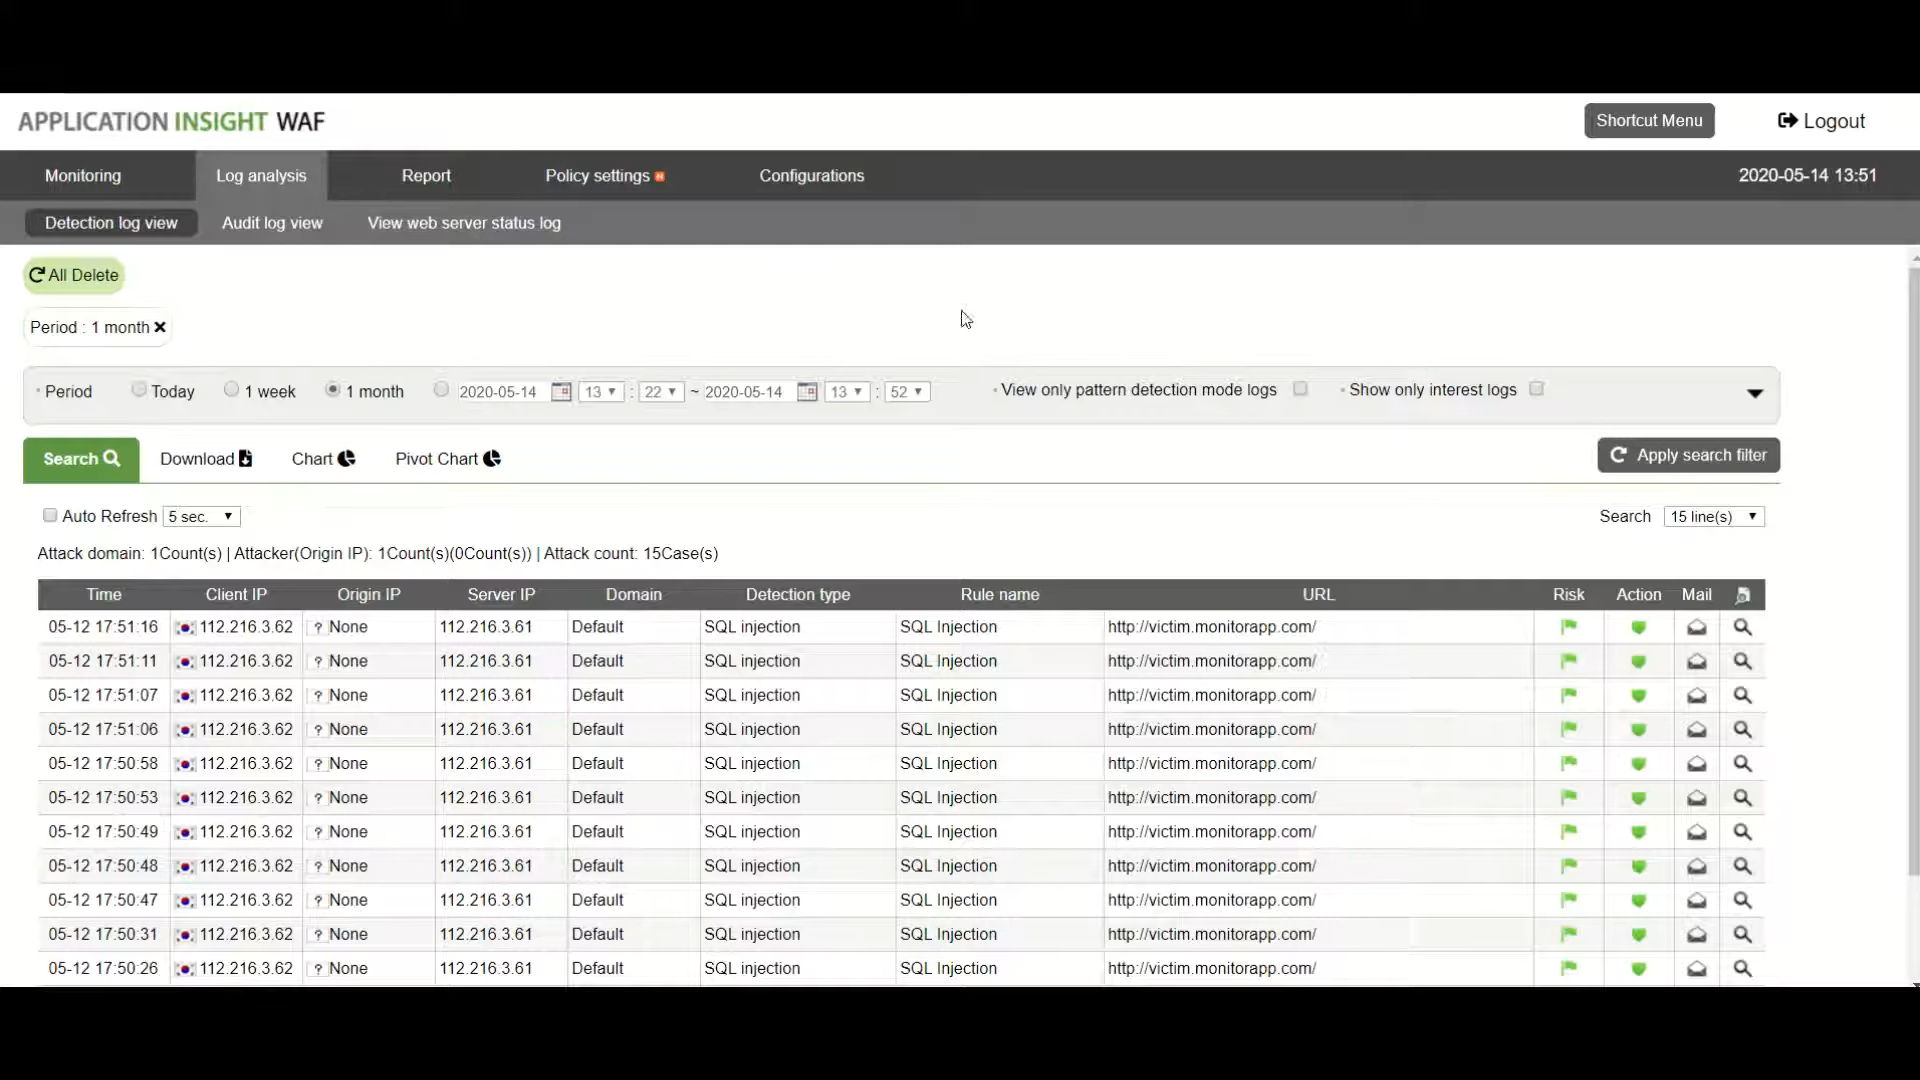 APPLICATION INSIGHT WAF
Shortcut Menu
Logout
Monitoring Log analysis Report Policy settings Configurations 2020-05-14 13:51
Detection log view Audit log view View web server status log
All Delete
Period : 1 month
Period Today 1 week 1 month 2020-05-14 13 : 22 ~ 2020-05-14 13 : 52 View only pattern detection mode logs Show only interest logs
Search Download Chart Pivot Chart Apply search filter
Auto Refresh 5 sec. Search 15 line(s)
Attack domain: 1Count(s) | Attacker(Origin IP): 1Count(s)(0Count(s)) | Attack count: 15Case(s)
Time Client IP Origin IP Server IP Domain Detection type Rule name URL Risk Action Mail
05-12 17:51:16 112.216.3.62 ? None 112.216.3.61 Default SQL injection SQL Injection http://victim.monitorapp.com/
05-12 17:51:11 112.216.3.62 ? None 112.216.3.61 Default SQL injection SQL Injection http://victim.monitorapp.com/
05-12 17:51:07 112.216.3.62 ? None 112.216.3.61 Default SQL injection SQL Injection http://victim.monitorapp.com/
05-12 17:51:06 112.216.3.62 ? None 112.216.3.61 Default SQL injection SQL Injection http://victim.monitorapp.com/
05-12 17:50:58 112.216.3.62 ? None 112.216.3.61 Default SQL injection SQL Injection http://victim.monitorapp.com/
05-12 17:50:53 112.216.3.62 ? None 112.216.3.61 Default SQL injection SQL Injection http://victim.monitorapp.com/
05-12 17:50:49 112.216.3.62 ? None 112.216.3.61 Default SQL injection SQL Injection http://victim.monitorapp.com/
05-12 17:50:48 112.216.3.62 ? None 112.216.3.61 Default SQL injection SQL Injection http://victim.monitorapp.com/
05-12 17:50:47 112.216.3.62 ? None 112.216.3.61 Default SQL injection SQL Injection http://victim.monitorapp.com/
05-12 17:50:31 112.216.3.62 ? None 112.216.3.61 Default SQL injection SQL Injection http://victim.monitorapp.com/
05-12 17:50:26 112.216.3.62 ? None 112.216.3.61 Default SQL injection SQL Injection http://victim.monitorapp.com/